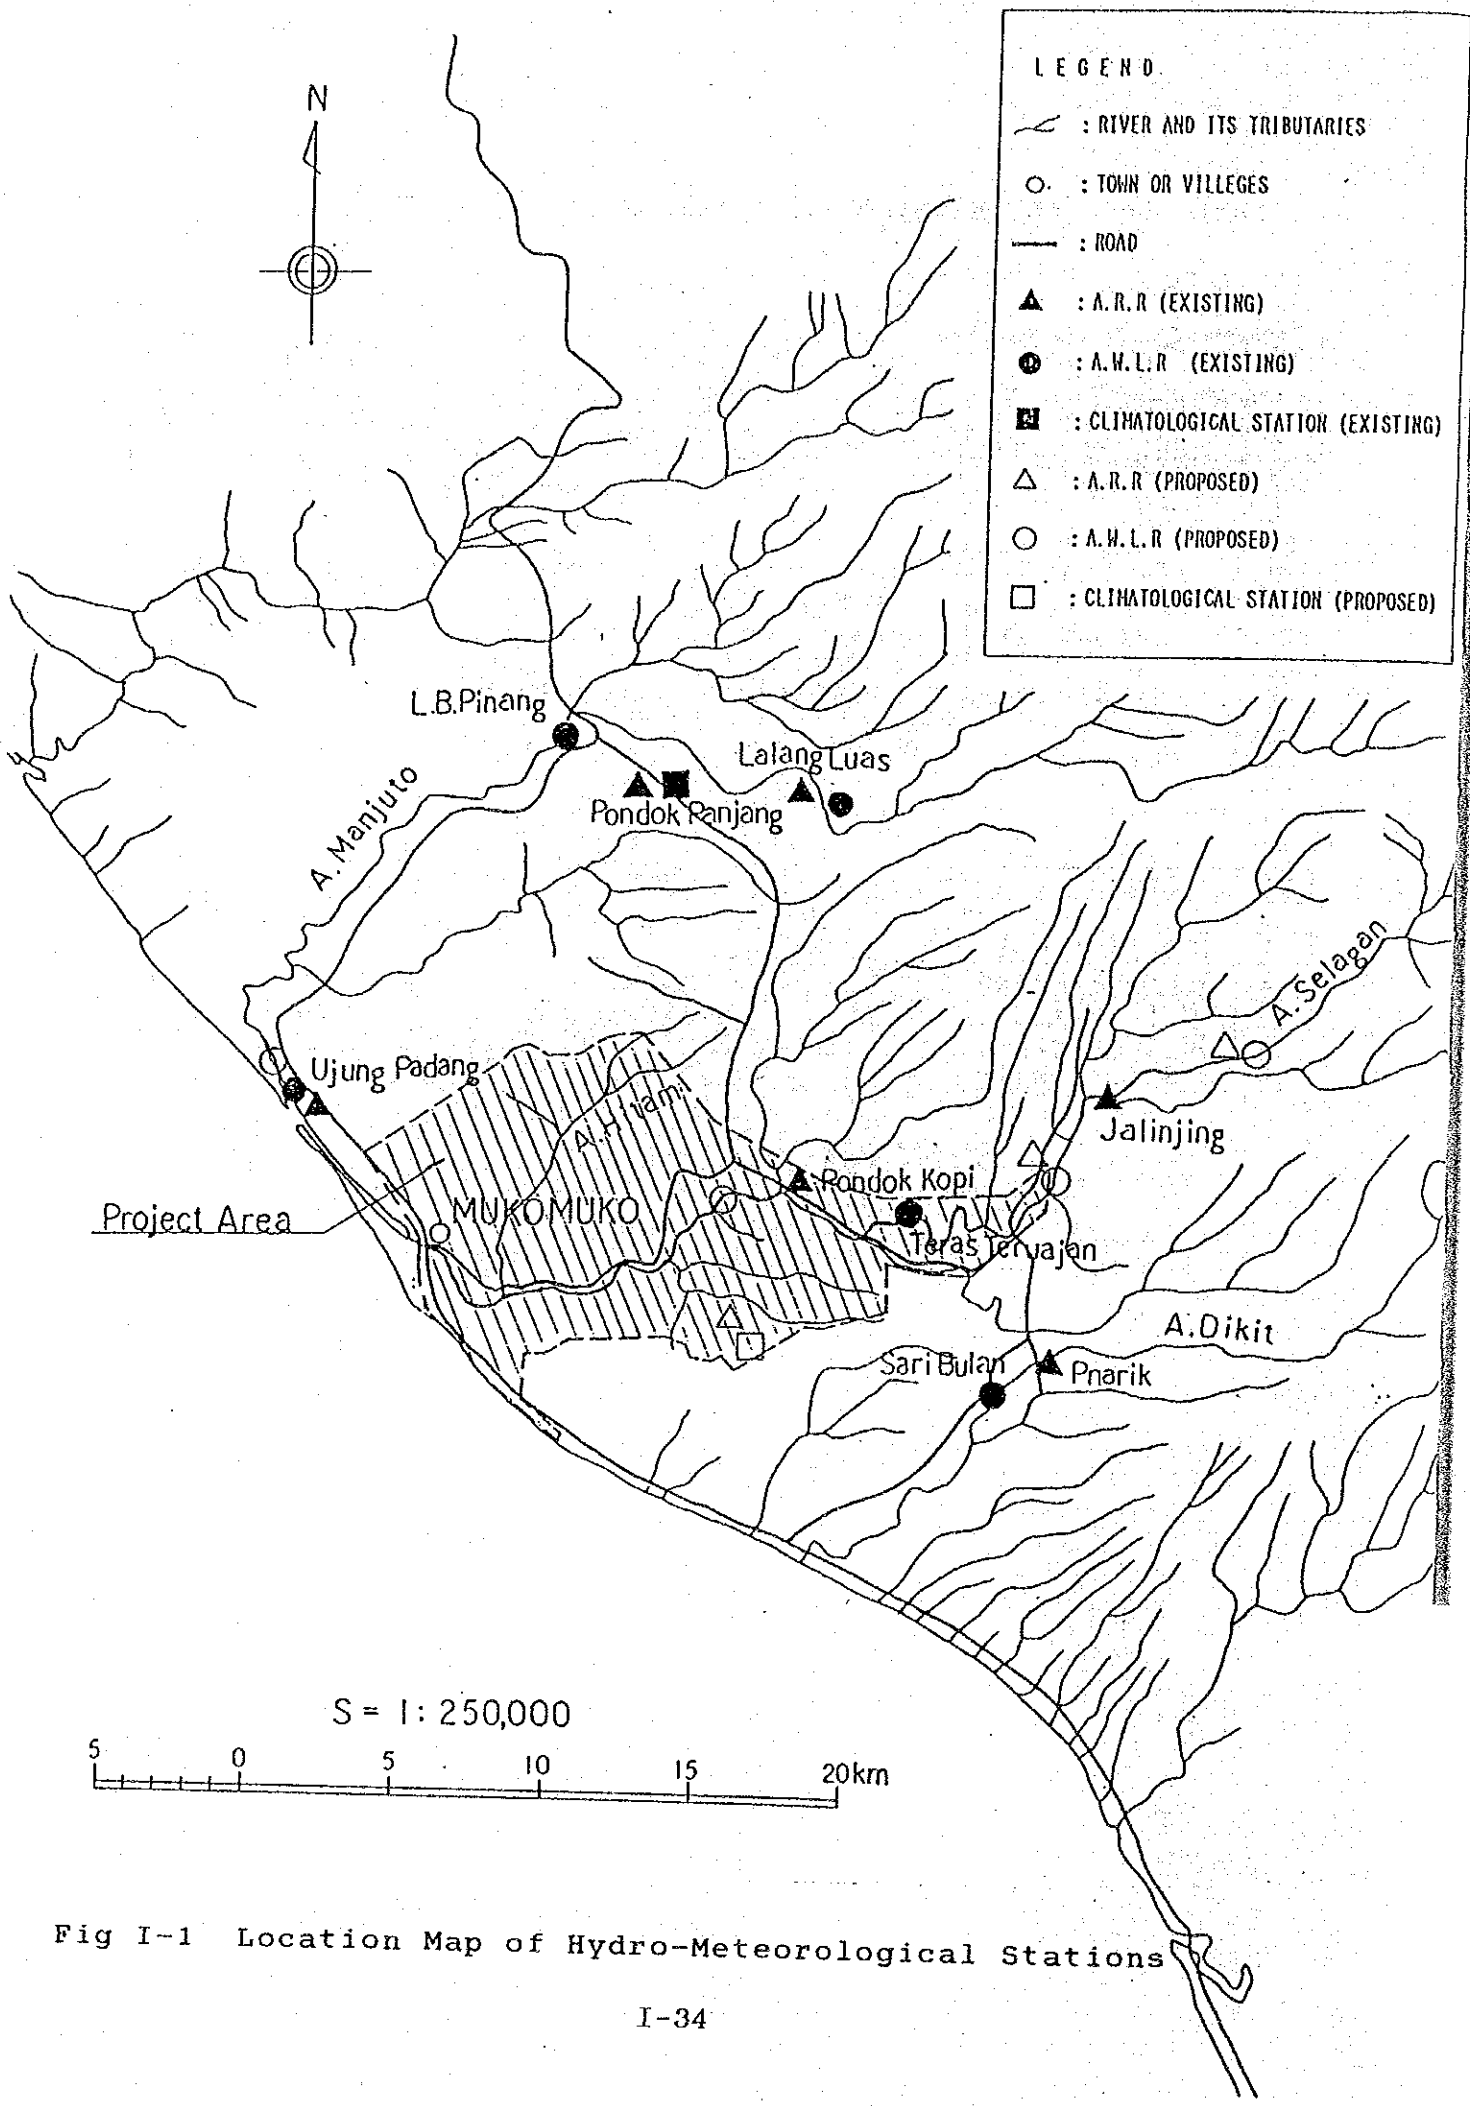 LEGEND
: RIVER AND ITS TRIBUTARIES
: TOWN OR VILLEGES
: ROAD
: A.R.R (EXISTING)
: A.W.L.R (EXISTING)
: CLIMATOLOGICAL STATION (EXISTING)
: A.R.R (PROPOSED)
: A.W.L.R (PROPOSED)
: CLIMATOLOGICAL STATION (PROPOSED)
N
L.B.Pinang
Lalang Luas
Pondok Panjang
A.Manjuto
A.Selagan
Ujung Padang
A.Hitam
Jalinjing
Pondok Kopi
Project Area
MUKOMUKO
Teras Teruajan
A.Dikit
Sari Bulan
Pnarik
S = 1: 250,000
5 0 5 10 15 20km
Fig I-1 Location Map of Hydro-Meteorological Stations
I-34